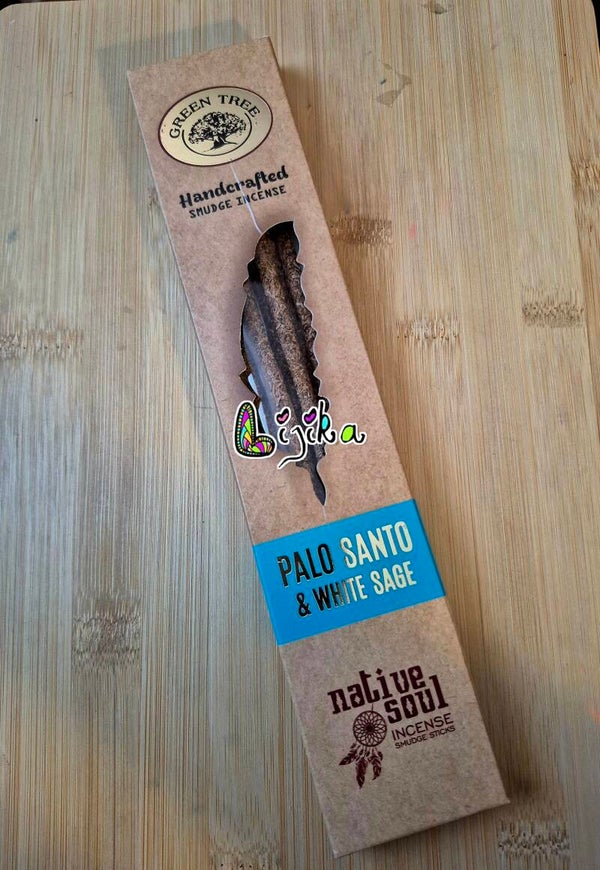 GREEN TREE
Handcrafted
SMUDGE INCENSE
Lijika
PALO SANTO
& WHITE SAGE
native
soul
INCENSE
SMUDGE STICKS